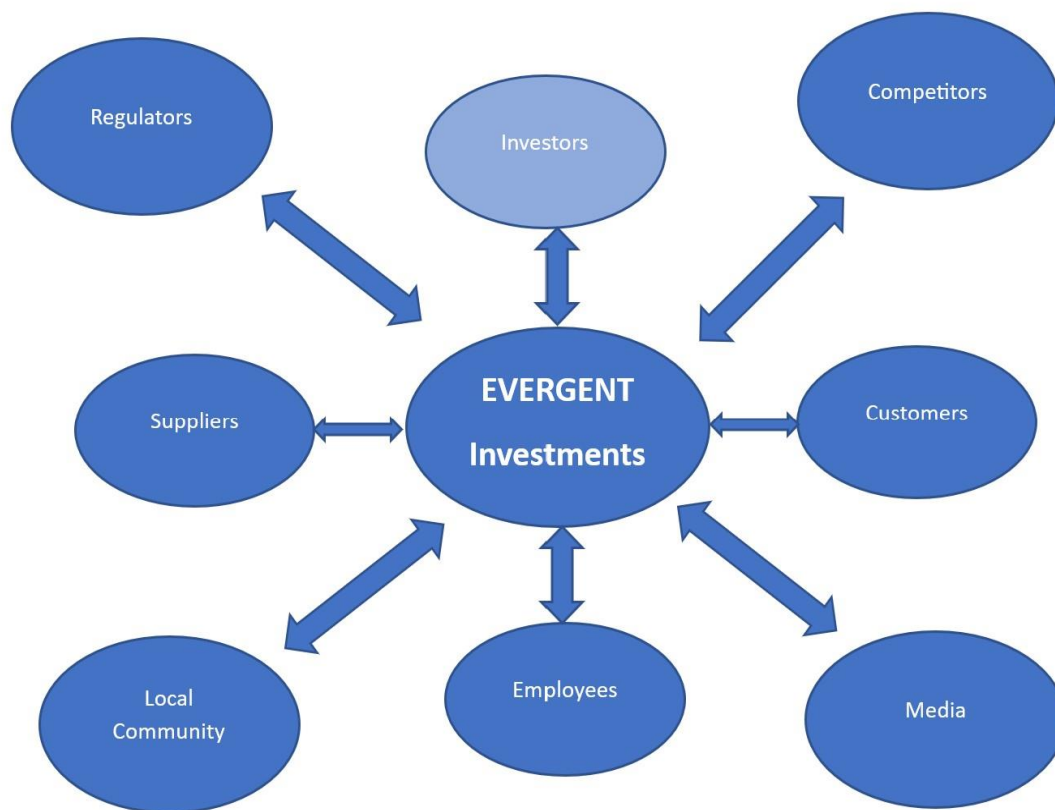 Regulators
Investors
Competitors
EVERGENT
Investments
Suppliers
Customers
Local
Community
Employees
Media